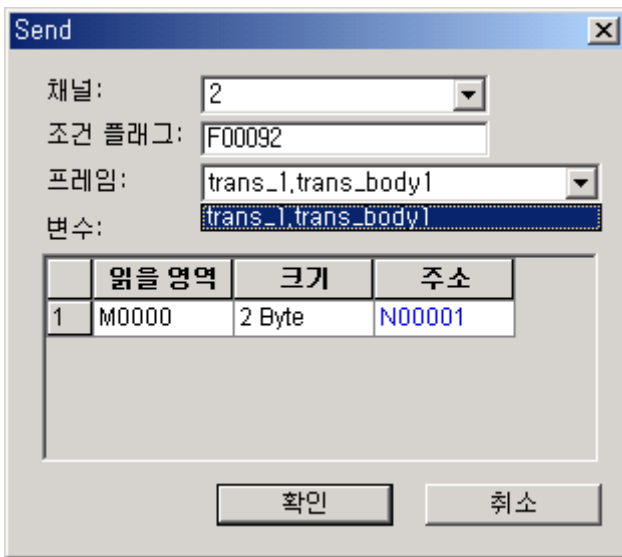 Send
채널: 2
조건 플래그: F00092
프레임: trans_1,trans_body1
trans_1,trans_body1
변수:
읽을 영역 크기 주소
1 M0000 2 Byte N00001
확인 취소